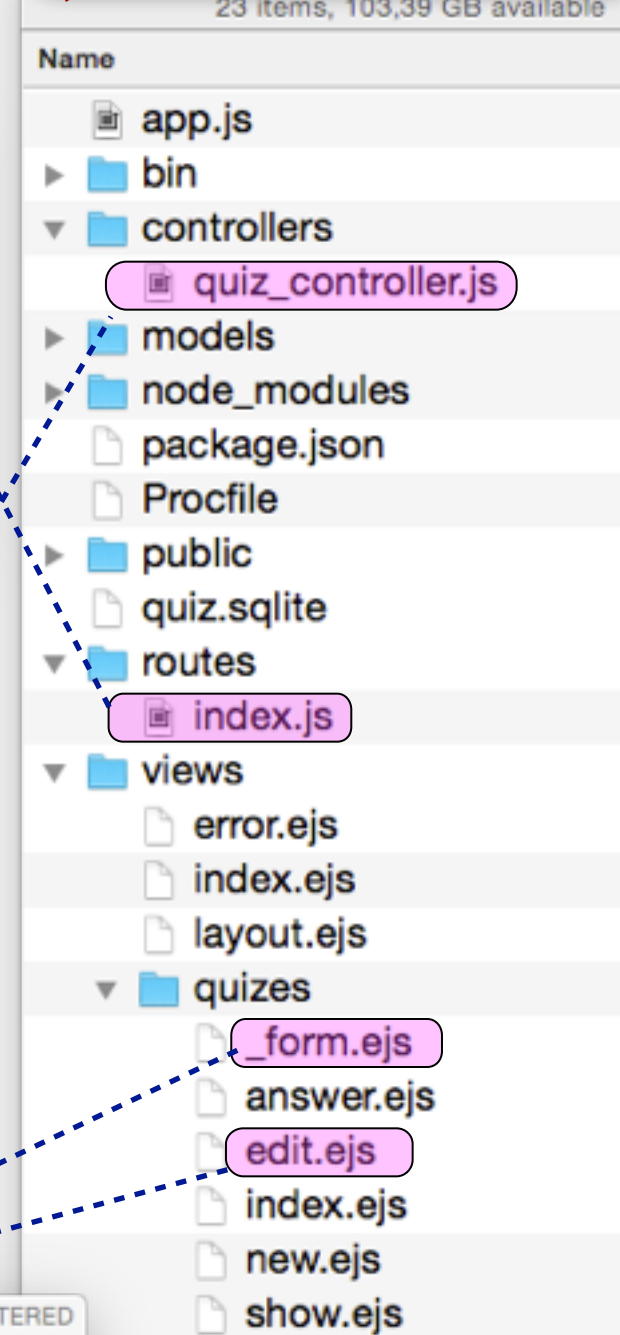 23 items, 103,39 GB available
Name
app.js
bin
controllers
quiz_controller.js
models
node_modules
package.json
Procfile
public
quiz.sqlite
routes
index.js
views
error.ejs
index.ejs
layout.ejs
quizes
_form.ejs
answer.ejs
edit.ejs
index.ejs
new.ejs
show.ejs
TERED